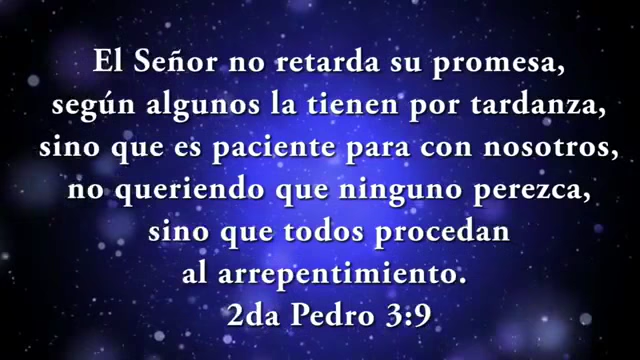 El Señor no retarda su promesa,
según algunos la tienen por tardanza,
sino que es paciente para con nosotros,
no queriendo que ninguno perezca,
sino que todos procedan
al arrepentimiento.
2da Pedro 3:9